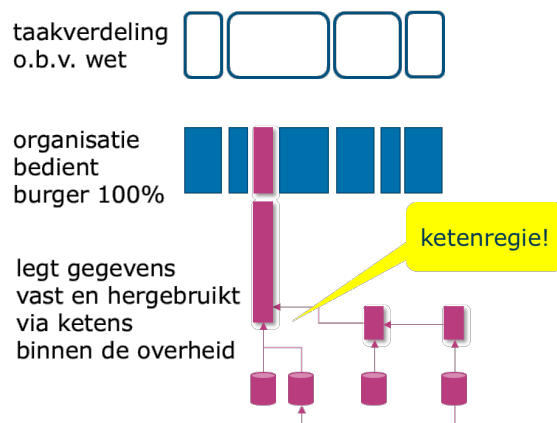 taakverdeling
o.b.v. wet
organisatie
bedient
burger 100%
ketenregie!
legt gegevens
vast en hergebruikt
via ketens
binnen de overheid